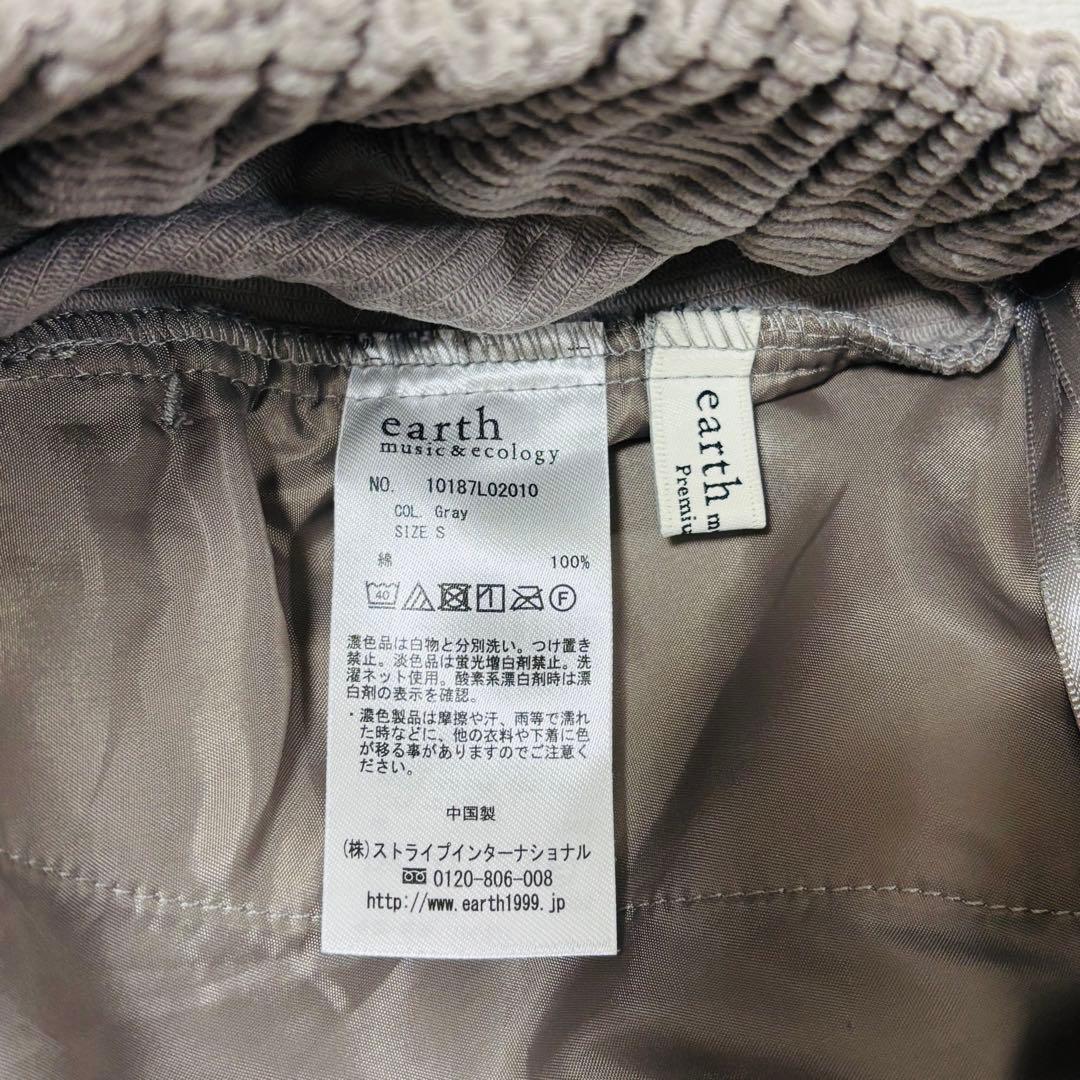 earth
music & ecology
NO. 10187L02010
COL. Gray
SIZE S
綿 100%
40 F
濃色品は白物と分別洗い。つけ置き
禁止。淡色品は蛍光増白剤禁止。洗
濯ネット使用。酸素系漂白剤時は漂
白剤の表示を確認。
・濃色製品は摩擦や汗、雨等で濡れ
た時などに、他の衣料や下着に色
が移る事がありますのでご注意く
ださい。
中国製
(株)ストライプインターナショナル
0120-806-008
http://www.earth1999.jp
earth m
Premiu